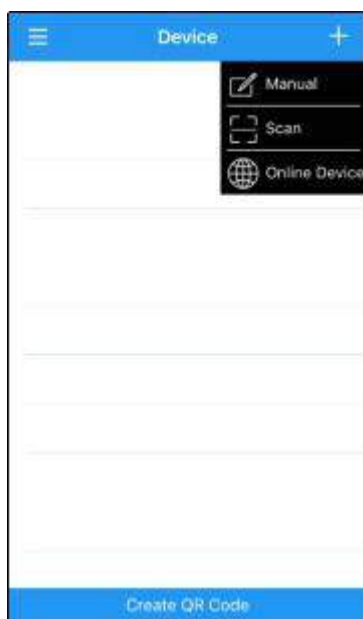 Device
Manual
Scan
Online Device
Create QR Code